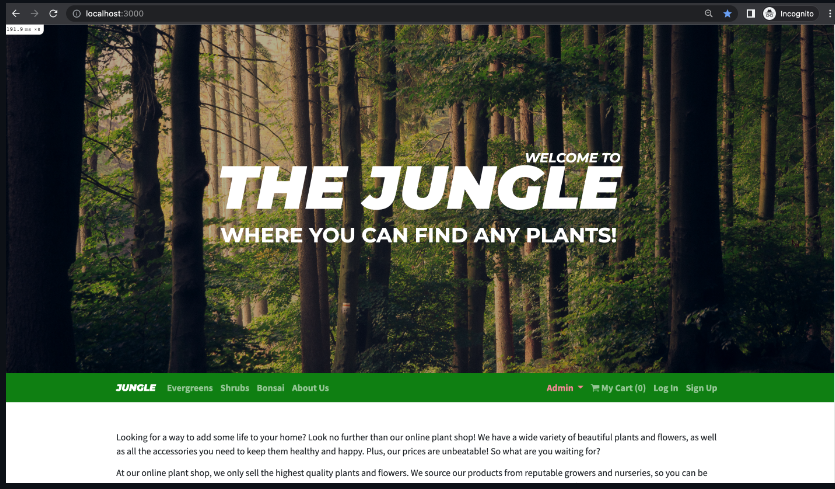 localhost:3000
Incognito
191.9 ms
WELCOME TO
THE JUNGLE
WHERE YOU CAN FIND ANY PLANTS!
JUNGLE Evergreens Shrubs Bonsai About Us Admin My Cart (0) Log In Sign Up
Looking for a way to add some life to your home? Look no further than our online plant shop! We have a wide variety of beautiful plants and flowers, as well
as all the accessories you need to keep them healthy and happy. Plus, our prices are unbeatable! So what are you waiting for?
At our online plant shop, we only sell the highest quality plants and flowers. We source our products from reputable growers and nurseries, so you can be